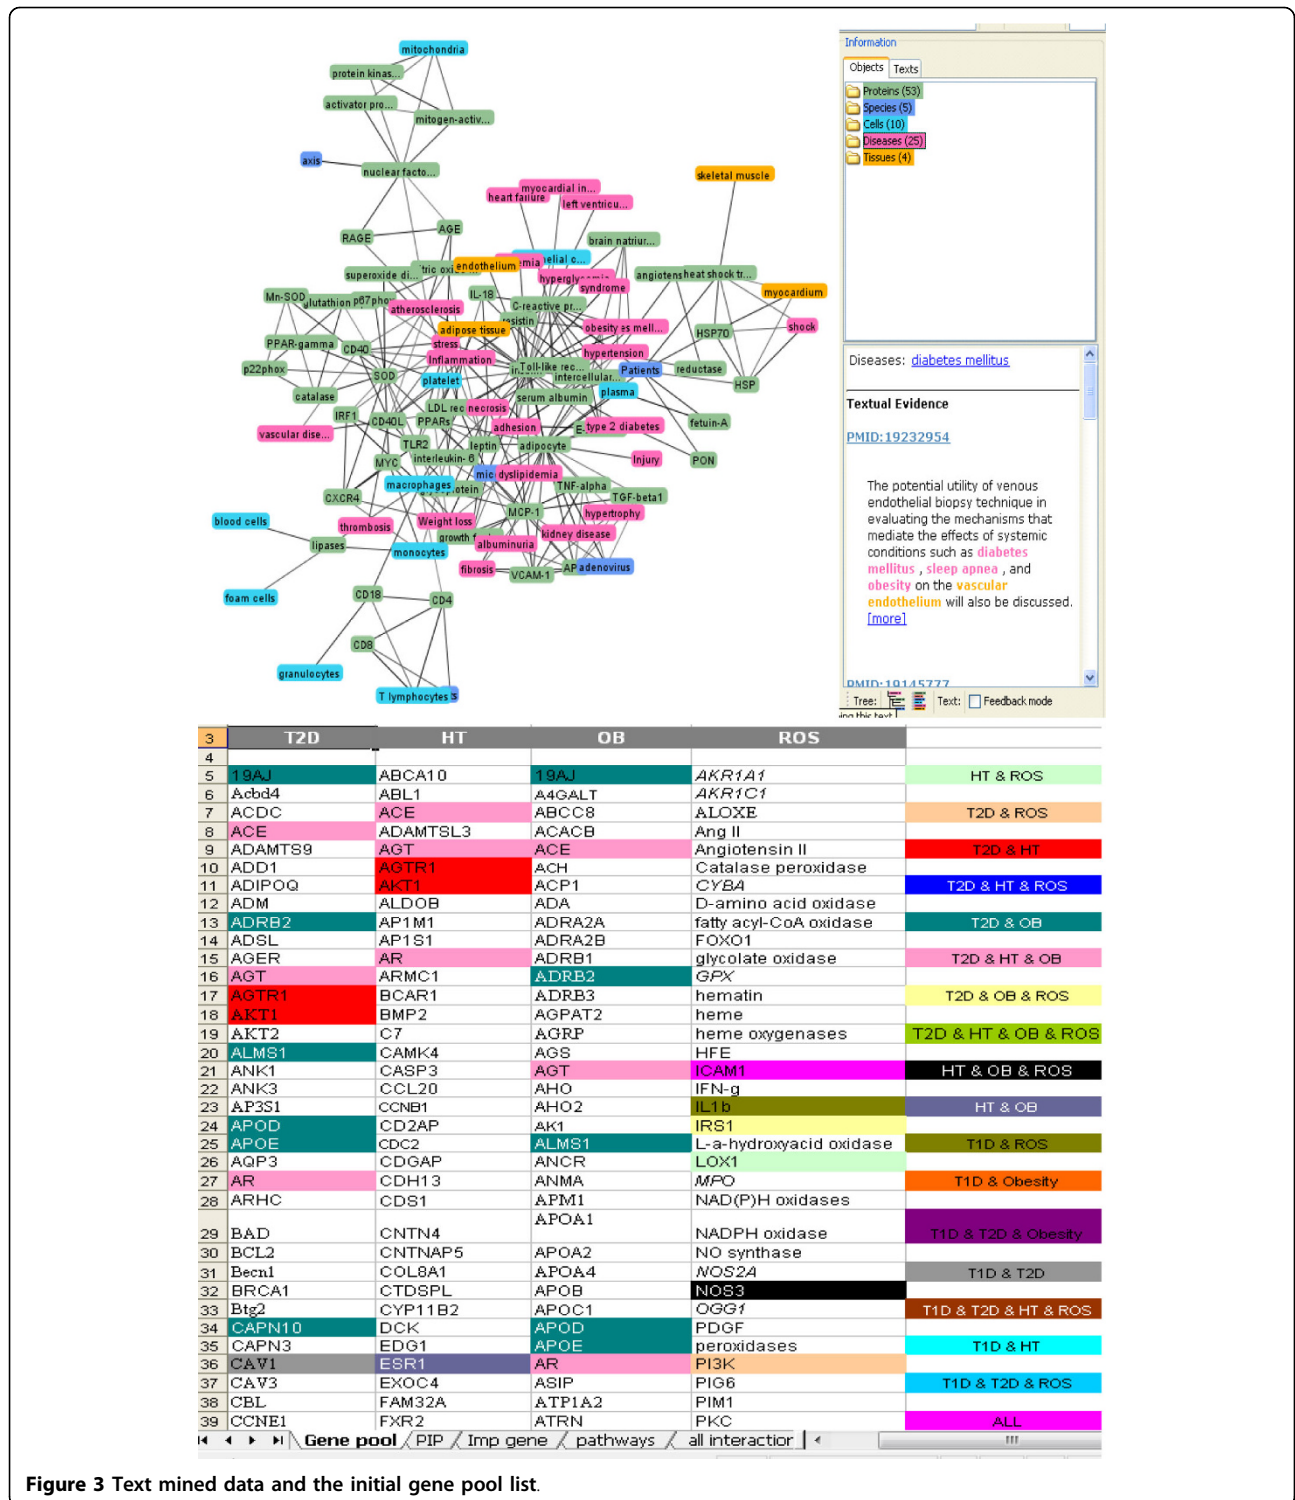 mitochondria
protein kinas...
activator pro...
mitogen-activ...
axis
nuclear facto...
skeletal muscle
myocardial in...
heart failure
left ventricu...
RAGE
AGE
brain natriur...
superoxide di...
endothelium
angiotens
heat shock tr...
hyperglycemia
syndrome
myocardium
Mn-SOD
p67phox
IL-18
C-reactive pr...
atherosclerosis
resistin
adipose tissue
HSP70
shock
PPAR-gamma
CD40
stress
hypertension
Inflammation
p22phox
SOD
platelet
Toll-like rec...
Patients
reductase
HSP
intercellular...
plasma
catalase
serum albumin
IRF1
CD40L
LDL rec
necrosis
PPARs
adhesion
type 2 diabetes
fetuin-A
vascular dise...
TLR2
leptin
adipocyte
MYC
interleukin- 6
Injury
PON
dyslipidemia
macrophages
TNF-alpha
CXCR4
TGF-beta1
MCP-1
hypertrophy
blood cells
thrombosis
Weight loss
kidney disease
lipases
monocytes
albuminuria
fibrosis
VCAM-1
adenovirus
foam cells
CD18
CD4
CD8
granulocytes
T lymphocytes
Information
Objects Texts
Proteins (53)
Species (5)
Cells (10)
Diseases (25)
Tissues (4)
Diseases: diabetes mellitus
Textual Evidence
PMID:19232954
The potential utility of venous
endothelial biopsy technique in
evaluating the mechanisms that
mediate the effects of systemic
conditions such as diabetes
mellitus , sleep apnea , and
obesity on the vascular
endothelium will also be discussed.
[more]
PMID:19145777
Tree: Text: Feedback mode
3 T2D HT OB ROS
4
5 19AJ ABCA10 19AJ AKR1A1 HT & ROS
6 Acbd4 ABL1 A4GALT AKR1C1
7 ACDC ACE ABCC8 ALOXE T2D & ROS
8 ACE ADAMTSL3 ACACB Ang II
9 ADAMTS9 AGT ACE Angiotensin II T2D & HT
10 ADD1 AGTR1 ACH Catalase peroxidase
11 ADIPOQ AKT1 ACP1 CYBA T2D & HT & ROS
12 ADM ALDOB ADA D-amino acid oxidase
13 ADRB2 AP1M1 ADRA2A fatty acyl-CoA oxidase T2D & OB
14 ADSL AP1S1 ADRA2B FOXO1
15 AGER AR ADRB1 glycolate oxidase T2D & HT & OB
16 AGT ARMC1 ADRB2 GPX
17 AGTR1 BCAR1 ADRB3 hematin T2D & OB & ROS
18 AKT1 BMP2 AGPAT2 heme
19 AKT2 C7 AGRP heme oxygenases T2D & HT & OB & ROS
20 ALMS1 CAMK4 AGS HFE
21 ANK1 CASP3 AGT ICAM1 HT & OB & ROS
22 ANK3 CCL20 AHO IFN-g
23 AP3S1 CCNB1 AHO2 IL1b HT & OB
24 APOD CD2AP AK1 IRS1
25 APOE CDC2 ALMS1 L-a-hydroxyacid oxidase T1D & ROS
26 AQP3 CDGAP ANCR LOX1
27 AR CDH13 ANMA MPO T1D & Obesity
28 ARHC CDS1 APM1 NAD(P)H oxidases
29 BAD CNTN4 APOA1 NADPH oxidase T1D & T2D & Obesity
30 BCL2 CNTNAP5 APOA2 NO synthase
31 Becn1 COL8A1 APOA4 NOS2A T1D & T2D
32 BRCA1 CTDSPL APOB NOS3
33 Btg2 CYP11B2 APOC1 OGG1 T1D & T2D & HT & ROS
34 CAPN10 DCK APOD PDGF
35 CAPN3 EDG1 APOE peroxidases T1D & HT
36 CAV1 ESR1 AR PI3K
37 CAV3 EXOC4 ASIP PIG6 T1D & T2D & ROS
38 CBL FAM32A ATP1A2 PIM1
39 CCNE1 FXR2 ATRN PKC ALL
Gene pool PIP Imp gene pathways all interaction
Figure 3 Text mined data and the initial gene pool list.